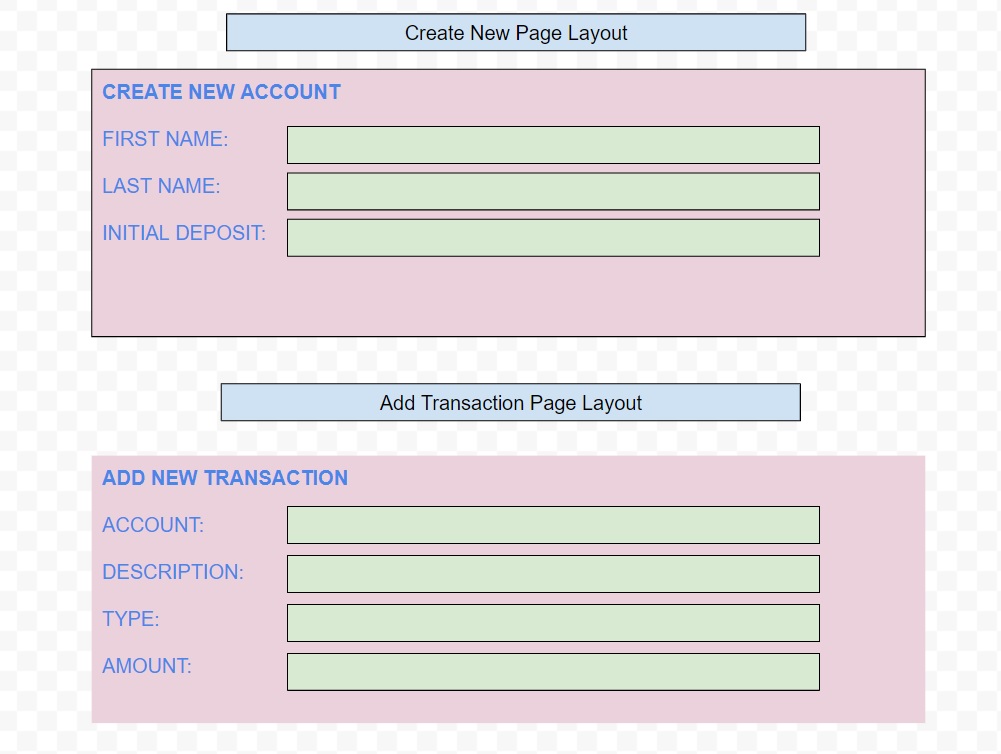 Create New Page Layout
CREATE NEW ACCOUNT
FIRST NAME:
LAST NAME:
INITIAL DEPOSIT:
Add Transaction Page Layout
ADD NEW TRANSACTION
ACCOUNT:
DESCRIPTION:
TYPE:
AMOUNT: